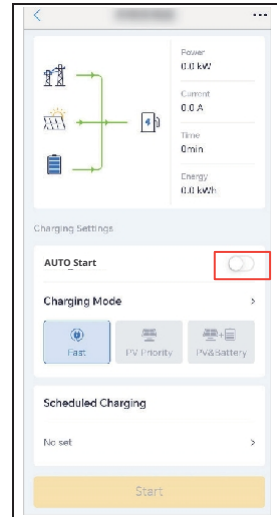 Power
0.0 kW
Current
0.0 A
Time
0min
Energy
0.0 kWh
Charging Settings
AUTO Start
Charging Mode
Fast
PV Priority
PV&Battery
Scheduled Charging
No set
Start